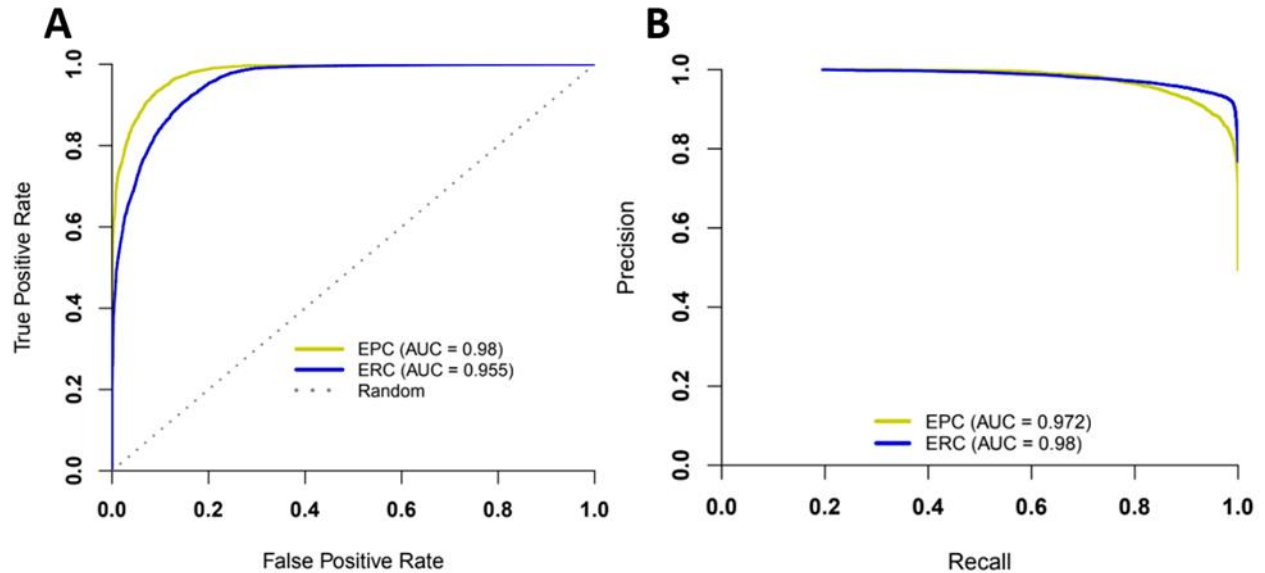 A
True Positive Rate
1.0
0.8
0.6
0.4
0.2
0.0
EPC (AUC = 0.98)
ERC (AUC = 0.955)
Random
0.0 0.2 0.4 0.6 0.8 1.0
False Positive Rate
B
Precision
1.0
0.8
0.6
0.4
0.2
0.0
EPC (AUC = 0.972)
ERC (AUC = 0.98)
0.0 0.2 0.4 0.6 0.8 1.0
Recall